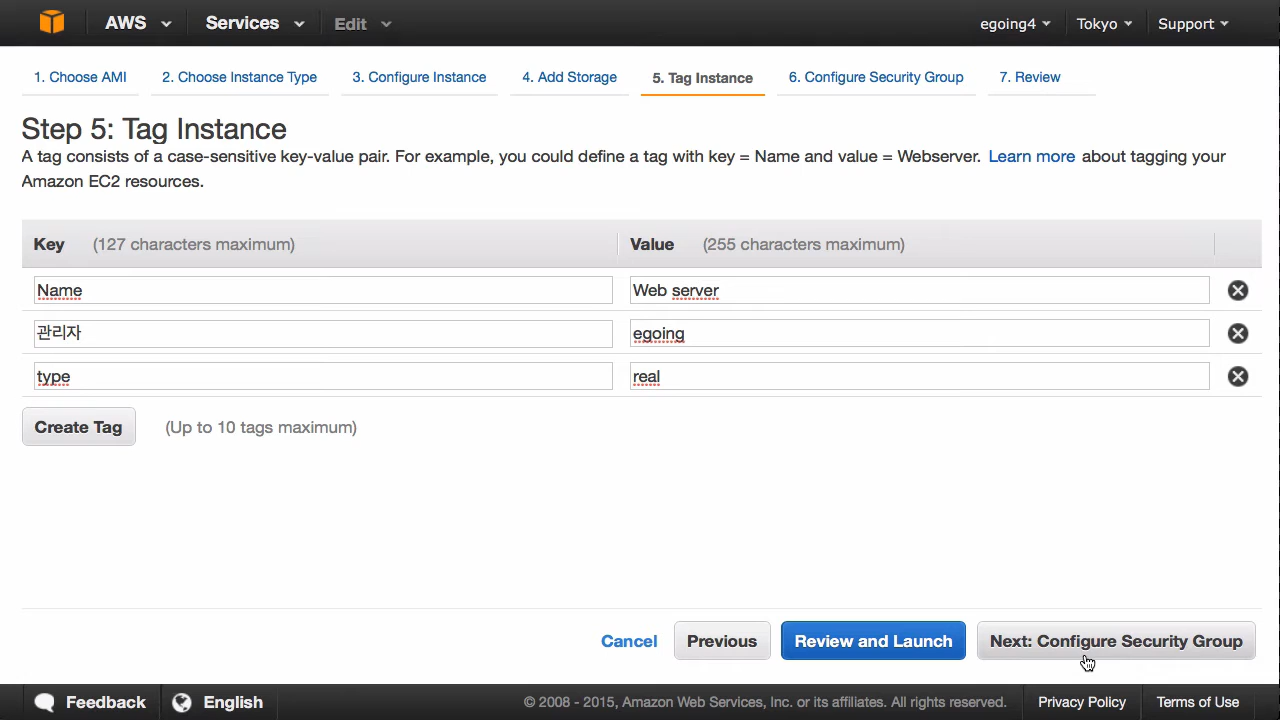 AWS Services Edit egoing4 Tokyo Support
1. Choose AMI 2. Choose Instance Type 3. Configure Instance 4. Add Storage 5. Tag Instance 6. Configure Security Group 7. Review
Step 5: Tag Instance
A tag consists of a case-sensitive key-value pair. For example, you could define a tag with key = Name and value = Webserver. Learn more about tagging your
Amazon EC2 resources.
Key (127 characters maximum) Value (255 characters maximum)
Name Web server
관리자 egoing
type real
Create Tag (Up to 10 tags maximum)
Cancel Previous Review and Launch Next: Configure Security Group
Feedback English © 2008 - 2015, Amazon Web Services, Inc. or its affiliates. All rights reserved. Privacy Policy Terms of Use